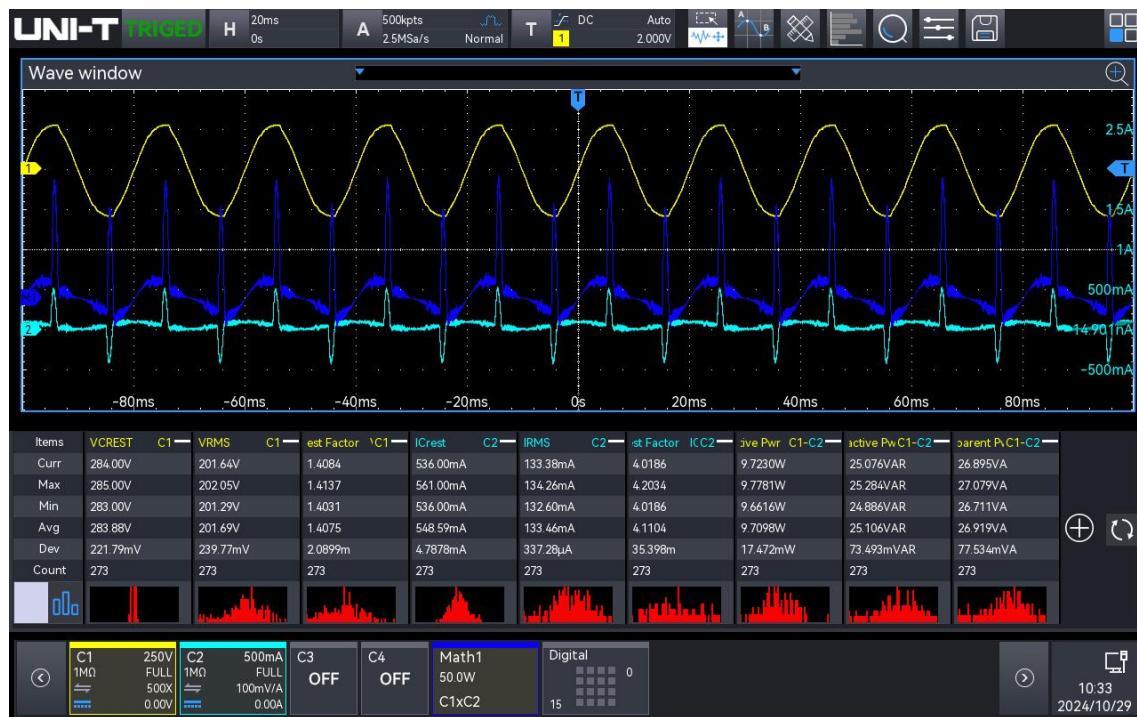 UNI-T TRIGED H 20ms 0s A 500kpts 2.5MSa/s Normal T DC 1 Auto 2.000V
Wave window
T
2.5A
1
T
1.5A
1A
500mA
2
14.901nA
-500mA
-80ms -60ms -40ms -20ms 0s 20ms 40ms 60ms 80ms
Items VCREST C1 VRMS C1 est Factor C1 ICrest C2 IRMS C2 st Factor IC C2 ive Pwr C1-C2 active Pw C1-C2 parent P C1-C2
Curr 284.00V 201.64V 1.4084 536.00mA 133.38mA 4.0186 9.7230W 25.076VAR 26.895VA
Max 285.00V 202.05V 1.4137 561.00mA 134.26mA 4.2034 9.7781W 25.284VAR 27.079VA
Min 283.00V 201.29V 1.4031 536.00mA 132.60mA 4.0186 9.6616W 24.886VAR 26.711VA
Avg 283.88V 201.69V 1.4075 548.59mA 133.46mA 4.1104 9.7098W 25.106VAR 26.919VA
Dev 221.79mV 239.77mV 2.0899m 4.7878mA 337.28µA 35.398m 17.472mW 73.493mVAR 77.534mVA
Count 273 273 273 273 273 273 273 273 273
C1 250V C2 500mA C3 C4 Math1 Digital
1MΩ FULL 1MΩ FULL OFF OFF 50.0W 0
500X 100mV/A
0.00V 0.00A C1xC2 15
10:33
2024/10/29